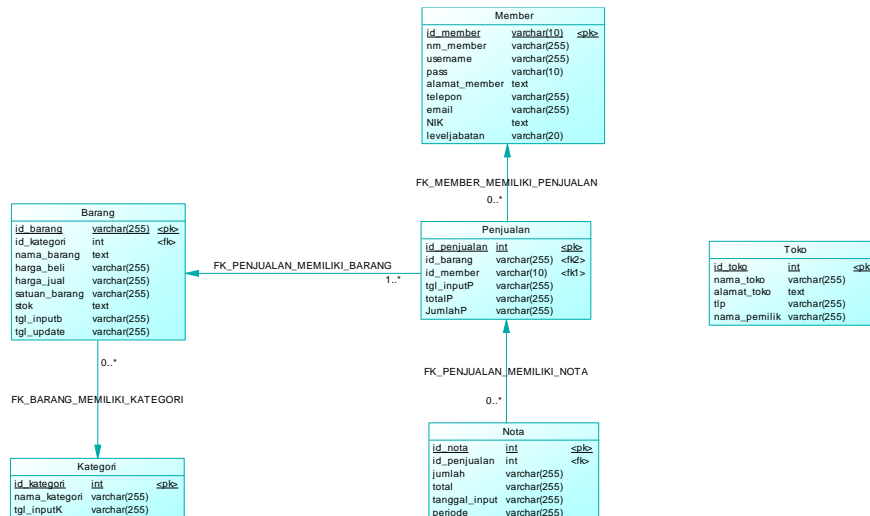 Member
id_member varchar(10) <pk>
nm_member varchar(255)
username varchar(255)
pass varchar(10)
alamat_member text
telepon varchar(255)
email varchar(255)
NIK text
leveljabatan varchar(20)
FK_MEMBER_MEMILIKI_PENJUALAN
0..*
Barang
id_barang varchar(255) <pk>
id_kategori int <fk>
nama_barang text
harga_beli varchar(255)
harga_jual varchar(255)
satuan_barang varchar(255)
stok text
tgl_inputb varchar(255)
tgl_update varchar(255)
FK_PENJUALAN_MEMILIKI_BARANG
1..*
Penjualan
id_penjualan int <pk>
id_barang varchar(255) <fk2>
id_member varchar(10) <fk1>
tgl_inputP varchar(255)
totalP varchar(255)
JumlahP varchar(255)
Toko
id_toko int <pk>
nama_toko varchar(255)
alamat_toko text
tlp varchar(255)
nama_pemilik varchar(255)
0..*
FK_BARANG_MEMILIKI_KATEGORI
FK_PENJUALAN_MEMILIKI_NOTA
0..*
Kategori
id_kategori int <pk>
nama_kategori varchar(255)
tgl_inputK varchar(255)
Nota
id_nota int <pk>
id_penjualan int <fk>
jumlah varchar(255)
total varchar(255)
tanggal_input varchar(255)
periode varchar(255)